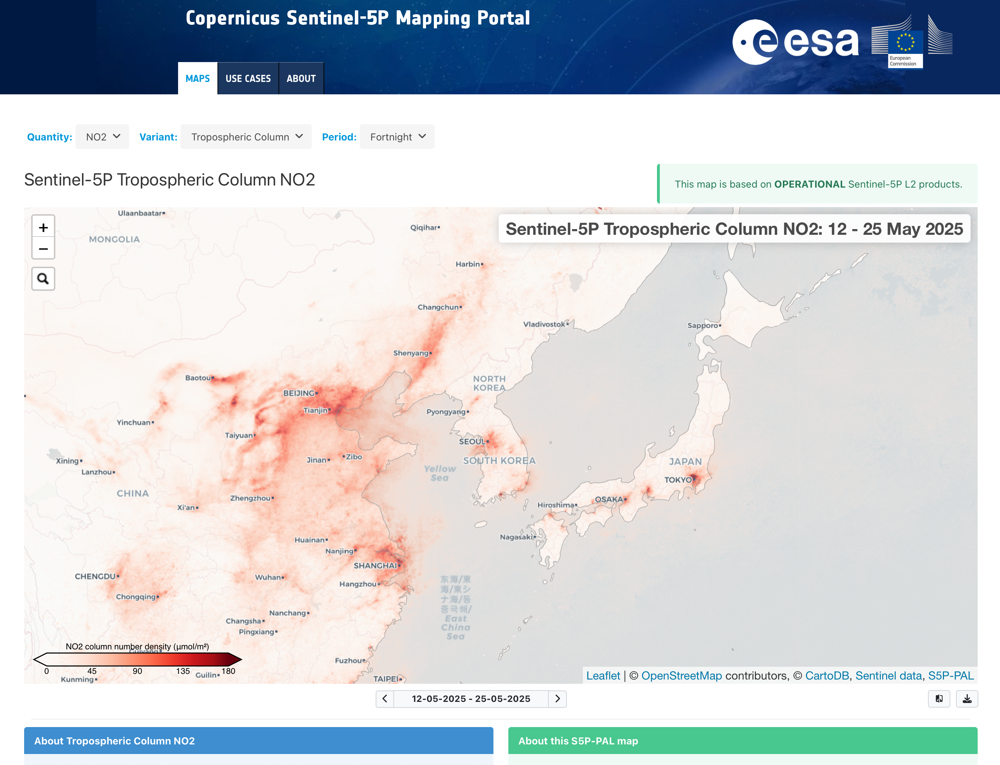 Copernicus Sentinel-5P Mapping Portal
esa
European
Commission
MAPS
USE CASES
ABOUT
Quantity: NO2 Variant: Tropospheric Column Period: Fortnight
Sentinel-5P Tropospheric Column NO2
This map is based on OPERATIONAL Sentinel-5P L2 products.
Sentinel-5P Tropospheric Column NO2: 12 - 25 May 2025
+
−
Ulaanbaatar
MONGOLIA
Qiqihar
Harbin
Changchun
Vladivostok
Sapporo
Shenyang
Baotou
NORTH
KOREA
BEIJING
Tianjin
Pyongyang
Yinchuan
Taiyuan
SEOUL
Xining
Jinan
Zibo
SOUTH KOREA
JAPAN
Yellow
Sea
Lanzhou
TOKYO
CHINA
Zhengzhou
OSAKA
Xi'an
Hiroshima
Nagasaki
Huainan
Nanjing
SHANGHAI
CHENGDU
Wuhan
Hangzhou
东海/東
海/東シ
ナ海/동
중국해/
East
China
Sea
Chongqing
Nanchang
Changsha
Pingxiang
NO2 column number density (µmol/m²)
Guiyang
0 45 90 135 180
Fuzhou
Guilin
Kunming
TAIPEI
Leaflet | © OpenStreetMap contributors, © CartoDB, Sentinel data, S5P-PAL
12-05-2025 - 25-05-2025
About Tropospheric Column NO2
About this S5P-PAL map